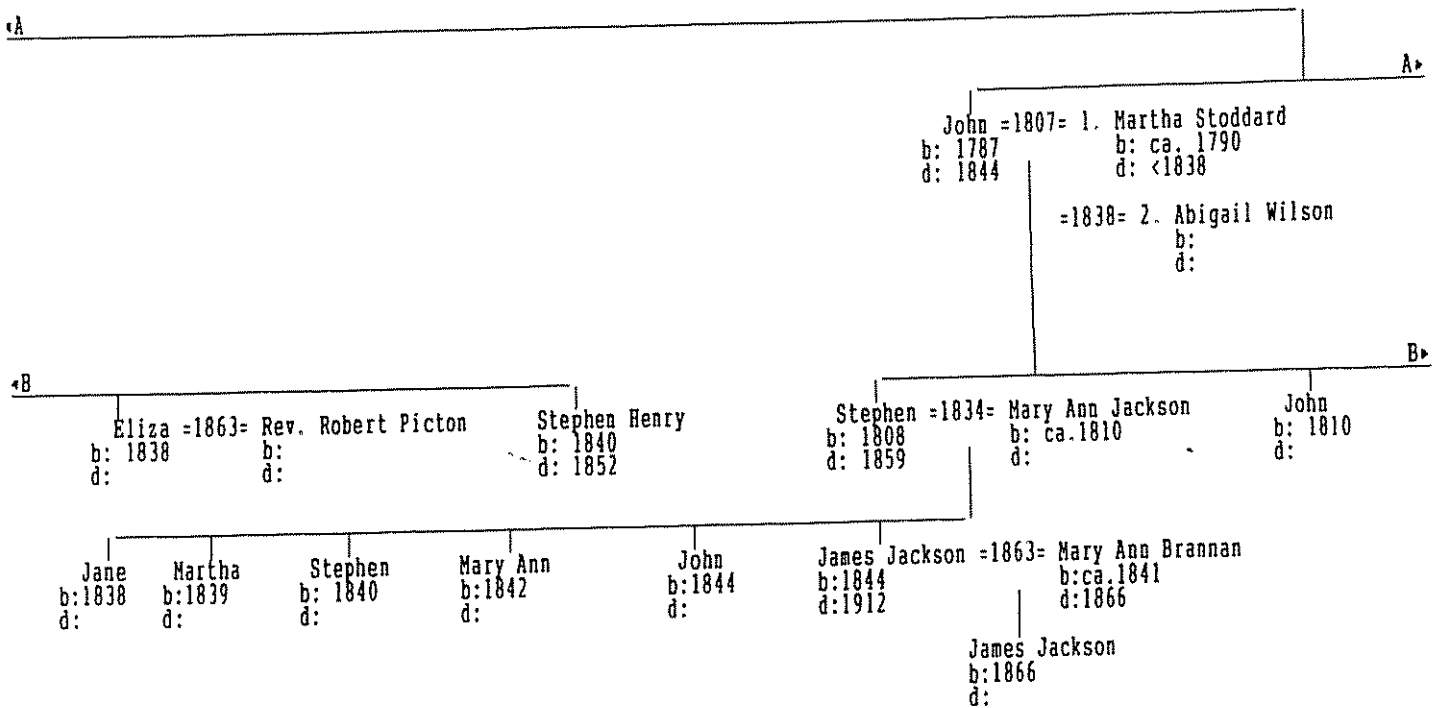 ◂A
A▸
John =1807= 1. Martha Stoddard
b: 1787 b: ca. 1790
d: 1844 d: <1838
=1838= 2. Abigail Wilson
b:
d:
◂B B▸
Eliza =1863= Rev. Robert Picton Stephen Henry Stephen =1834= Mary Ann Jackson John
b: 1838 b: b: 1840 b: 1808 b: ca.1810 b: 1810
d: d: d: 1852 d: 1859 d: d:
Jane Martha Stephen Mary Ann John James Jackson =1863= Mary Ann Brannan
b:1838 b:1839 b: 1840 b:1842 b:1844 b:1844 b:ca.1841
d: d: d: d: d: d:1912 d:1866
James Jackson
b:1866
d: